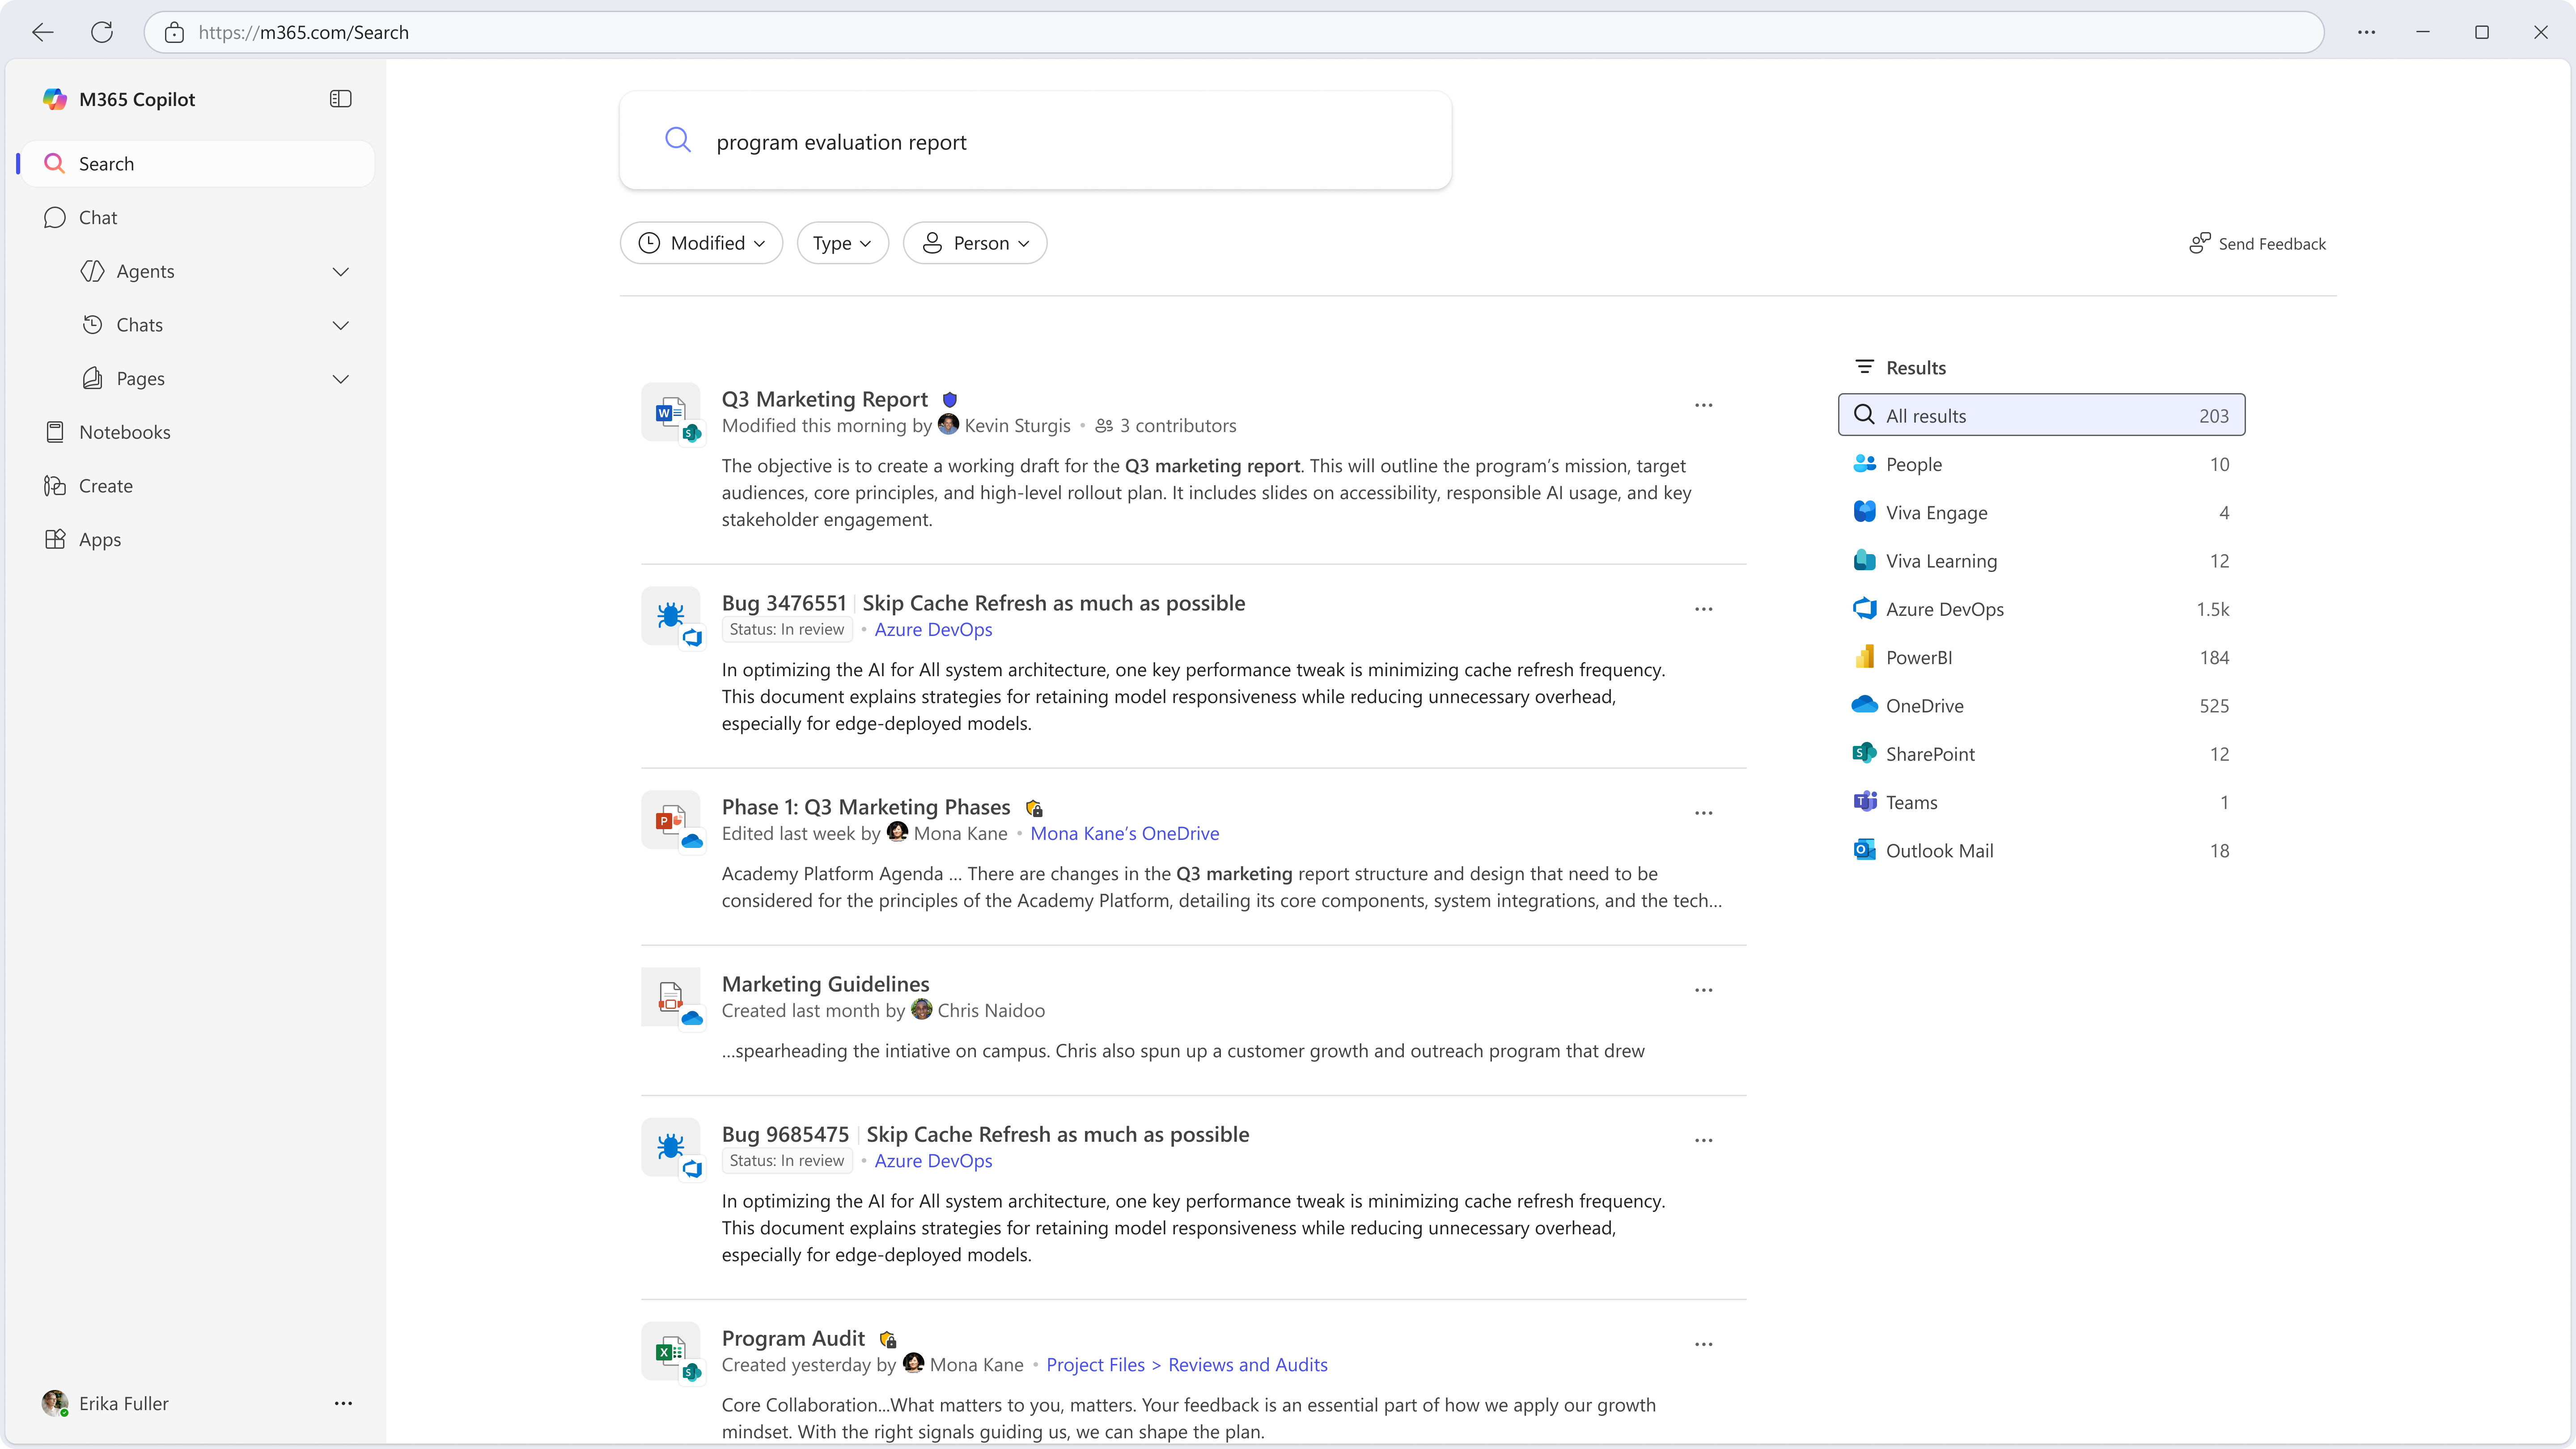 https://m365.com/Search
M365 Copilot
Search
Chat
Agents
Chats
Pages
Notebooks
Create
Apps
Erika Fuller
program evaluation report
Modified
Type
Person
Send Feedback
Q3 Marketing Report
Modified this morning by Kevin Sturgis • 3 contributors
The objective is to create a working draft for the Q3 marketing report. This will outline the program’s mission, target
audiences, core principles, and high-level rollout plan. It includes slides on accessibility, responsible AI usage, and key
stakeholder engagement.
Bug 3476551 | Skip Cache Refresh as much as possible
Status: In review • Azure DevOps
In optimizing the AI for All system architecture, one key performance tweak is minimizing cache refresh frequency.
This document explains strategies for retaining model responsiveness while reducing unnecessary overhead,
especially for edge-deployed models.
Phase 1: Q3 Marketing Phases
Edited last week by Mona Kane • Mona Kane’s OneDrive
Academy Platform Agenda ... There are changes in the Q3 marketing report structure and design that need to be
considered for the principles of the Academy Platform, detailing its core components, system integrations, and the tech...
Marketing Guidelines
Created last month by Chris Naidoo
...spearheading the intiative on campus. Chris also spun up a customer growth and outreach program that drew
Bug 9685475 | Skip Cache Refresh as much as possible
Status: In review • Azure DevOps
In optimizing the AI for All system architecture, one key performance tweak is minimizing cache refresh frequency.
This document explains strategies for retaining model responsiveness while reducing unnecessary overhead,
especially for edge-deployed models.
Program Audit
Created yesterday by Mona Kane • Project Files > Reviews and Audits
Core Collaboration...What matters to you, matters. Your feedback is an essential part of how we apply our growth
mindset. With the right signals guiding us, we can shape the plan.
Results
All results 203
People 10
Viva Engage 4
Viva Learning 12
Azure DevOps 1.5k
PowerBI 184
OneDrive 525
SharePoint 12
Teams 1
Outlook Mail 18